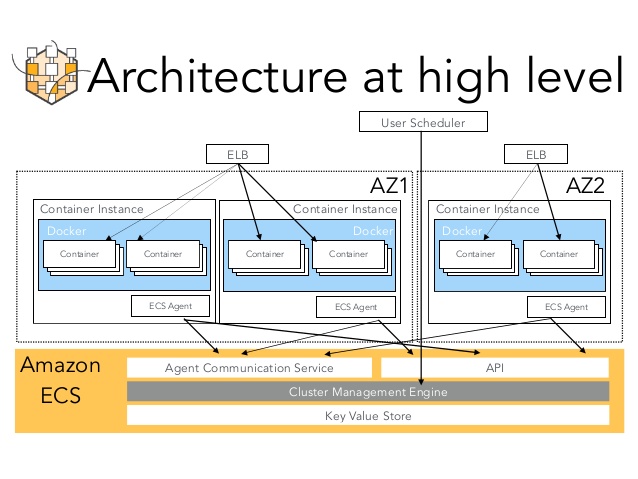 Architecture at high level
User Scheduler
ELB
ELB
AZ1
AZ2
Container Instance
Container Instance
Container Instance
Docker
Docker
Docker
Container
Container
Container
Container
Container
Container
ECS Agent
ECS Agent
ECS Agent
Amazon
ECS
Agent Communication Service
API
Cluster Management Engine
Key Value Store